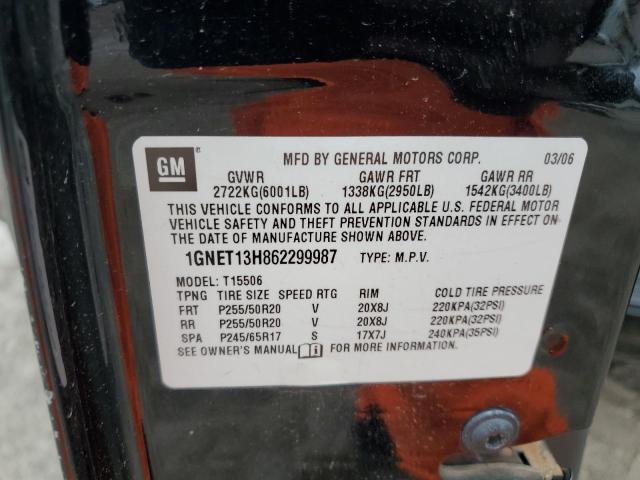 GM ® MFD BY GENERAL MOTORS CORP. 03/06
GVWR GAWR FRT GAWR RR
2722KG(6001LB) 1338KG(2950LB) 1542KG(3400LB)
THIS VEHICLE CONFORMS TO ALL APPLICABLE U.S. FEDERAL MOTOR
VEHICLE SAFETY AND THEFT PREVENTION STANDARDS IN EFFECT ON
THE DATE OF MANUFACTURE SHOWN ABOVE.
1GNET13H862299987 TYPE: M.P.V.
MODEL: T15506
TPNG TIRE SIZE SPEED RTG RIM COLD TIRE PRESSURE
FRT P255/50R20 V 20X8J 220KPA(32PSI)
RR P255/50R20 V 20X8J 220KPA(32PSI)
SPA P245/65R17 S 17X7J 240KPA(35PSI)
SEE OWNER'S MANUAL FOR MORE INFORMATION.